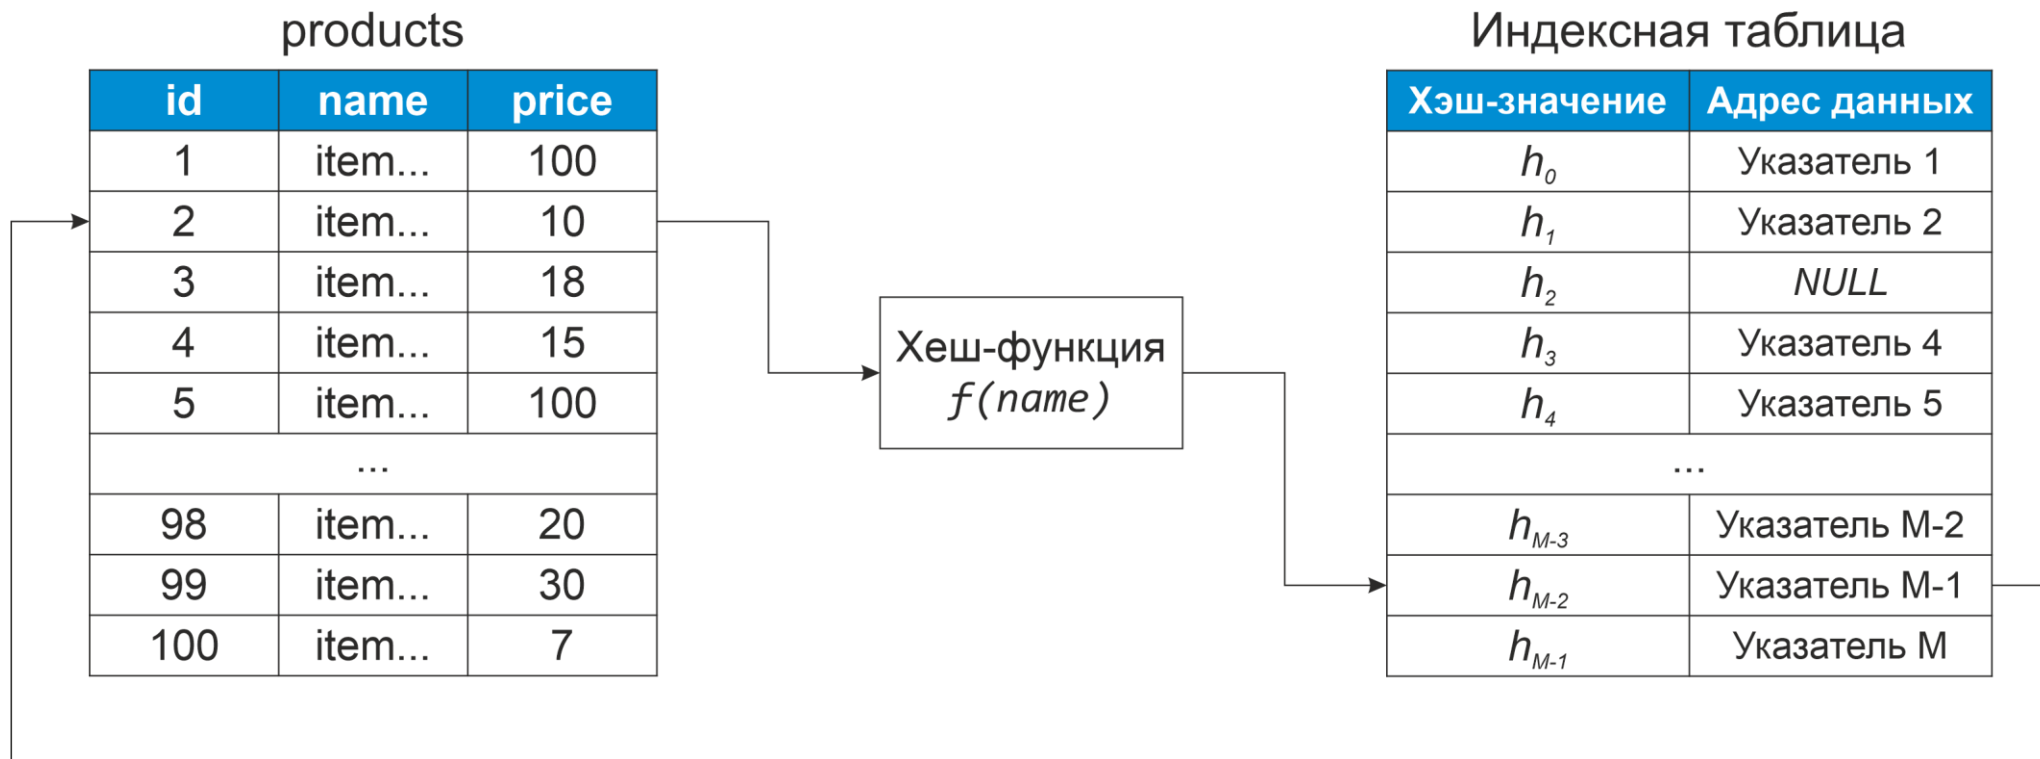 products
id name price
1 item... 100
2 item... 10
3 item... 18
4 item... 15
5 item... 100
...
98 item... 20
99 item... 30
100 item... 7
Хеш-функция
f(name)
Индексная таблица
Хэш-значение Адрес данных
h₀ Указатель 1
h₁ Указатель 2
h₂ NULL
h₃ Указатель 4
h₄ Указатель 5
...
h_{M-3} Указатель M-2
h_{M-2} Указатель M-1
h_{M-1} Указатель M